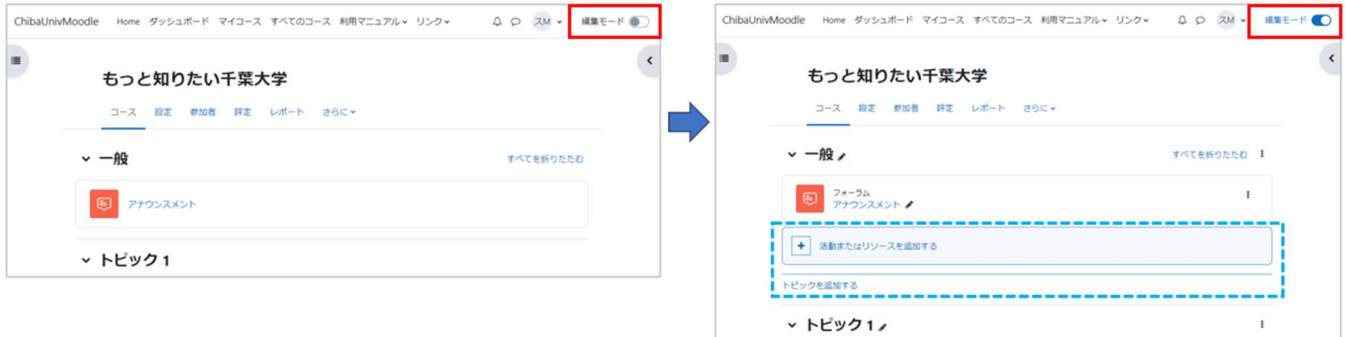 ChibaUnivMoodle Home ダッシュボード マイコース すべてのコース 利用マニュアル リンク スM 編集モード
もっと知りたい千葉大学
コース 設定 参加者 評定 レポート さらに
一般 すべてを折りたたむ
アナウンスメント
トピック 1
ChibaUnivMoodle Home ダッシュボード マイコース すべてのコース 利用マニュアル リンク スM 編集モード
もっと知りたい千葉大学
コース 設定 参加者 評定 レポート さらに
一般 すべてを折りたたむ
フォーラム
アナウンスメント
活動またはリソースを追加する
トピックを追加する
トピック 1